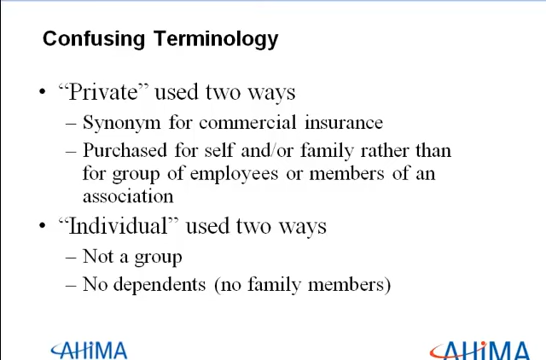 Confusing Terminology
• “Private” used two ways
– Synonym for commercial insurance
– Purchased for self and/or family rather than
for group of employees or members of an
association
• “Individual” used two ways
– Not a group
– No dependents (no family members)
AHiMA
AHiMA